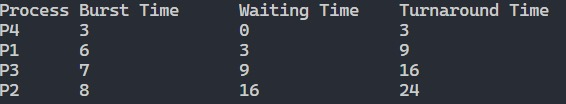 Process Burst Time Waiting Time Turnaround Time
P4 3 0 3
P1 6 3 9
P3 7 9 16
P2 8 16 24